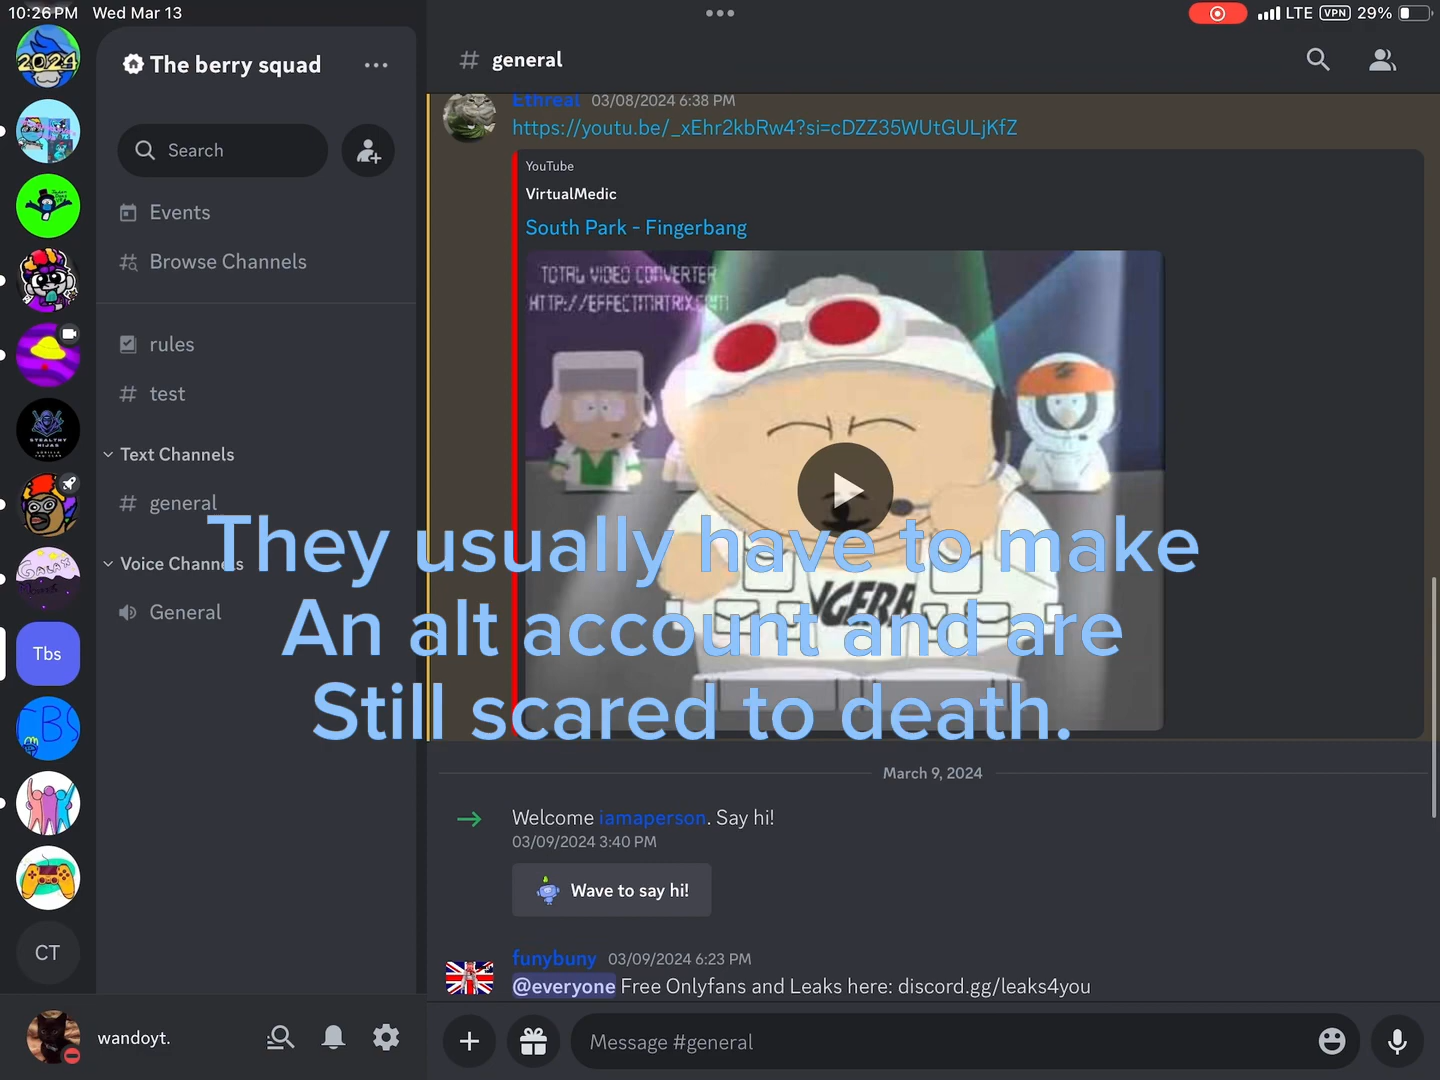 10:26 PM Wed Mar 13
LTE VPN 29%
2024
The berry squad
Search
Events
Browse Channels
rules
test
Text Channels
general
Voice Channels
General
STEALTHY
Tbs
CT
wandoyt.
# general
Ethreal 03/08/2024 6:38 PM
https://youtu.be/_xEhr2kbRw4?si=cDZZ35WUtGULjKfZ
YouTube
VirtualMedic
South Park - Fingerbang
TOTAL VIDEO CONVERTER
HTTP://EFFECTMATRIX.COM
They usually have to make
An alt account and are
Still scared to death.
March 9, 2024
Welcome iamaperson. Say hi!
03/09/2024 3:40 PM
Wave to say hi!
funybuny 03/09/2024 6:23 PM
@everyone Free Onlyfans and Leaks here: discord.gg/leaks4you
Message #general